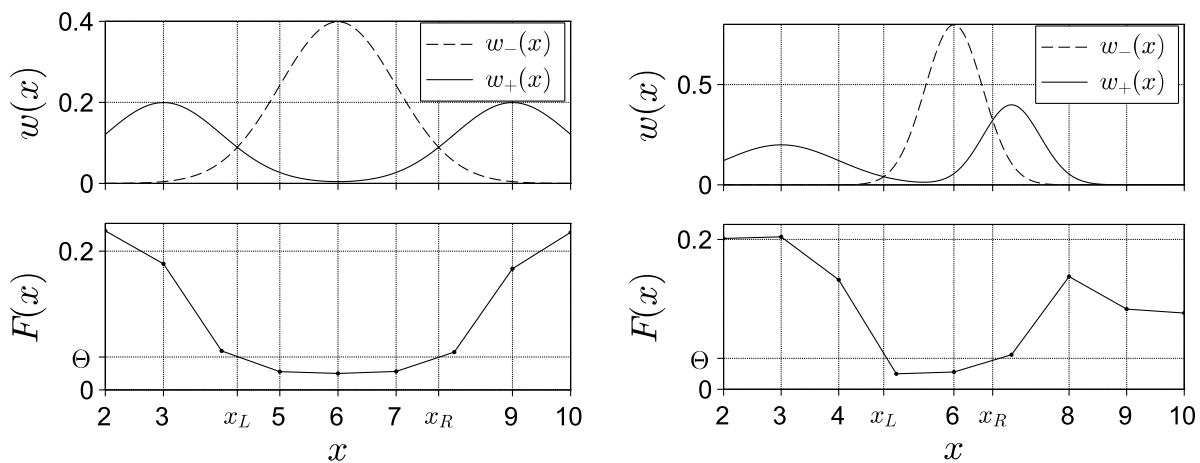 0.4
0.2
0
w(x)
w₋(x)
w₊(x)
0.2
Θ
0
F(x)
2 3 x_L 5 6 7 x_R 9 10
x
0.5
0
w(x)
w₋(x)
w₊(x)
0.2
Θ
0
F(x)
2 3 4 x_L 6 x_R 8 9 10
x